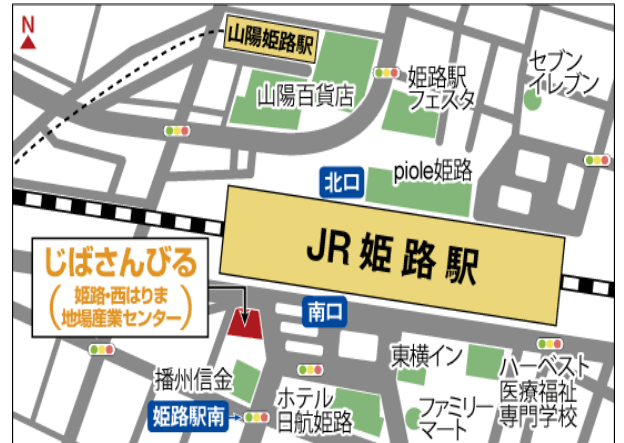 N
山陽姫路駅
山陽百貨店
姫路駅
フェスタ
セブン
イレブン
piole姫路
北口
JR姫路駅
じばさんびる
(姫路・西はりま
地場産業センター)
南口
播州信金
姫路駅南
ホテル
日航姫路
東横イン
ファミリー
マート
ハーベスト
医療福祉
専門学校